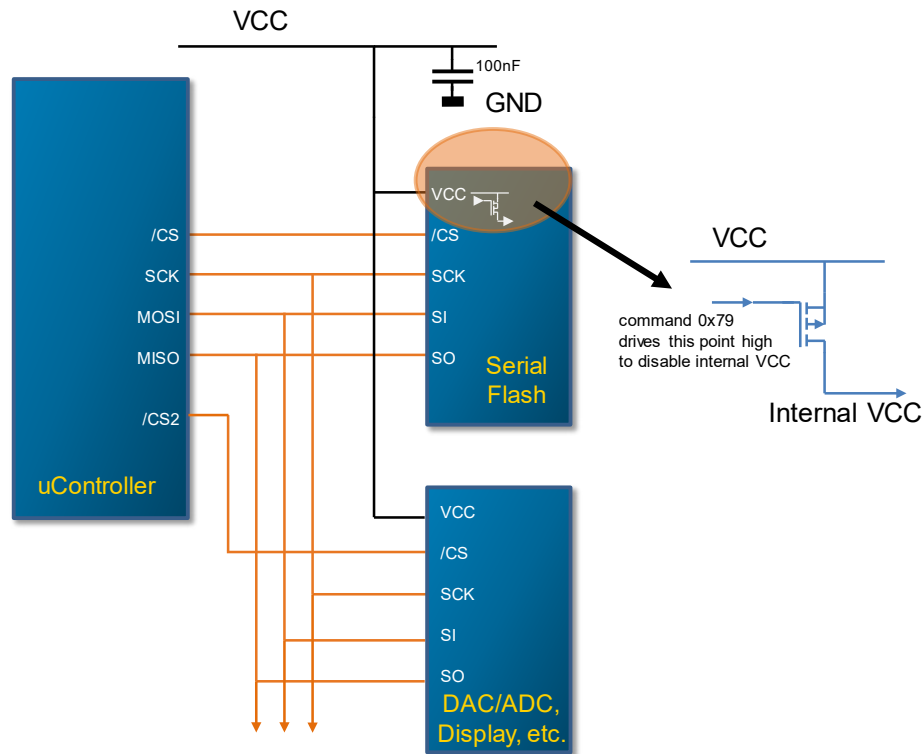 VCC
100nF
GND
/CS
SCK
MOSI
MISO
/CS2
uController
VCC
/CS
SCK
SI
SO
Serial
Flash
VCC
command 0x79
drives this point high
to disable internal VCC
Internal VCC
VCC
/CS
SCK
SI
SO
DAC/ADC,
Display, etc.